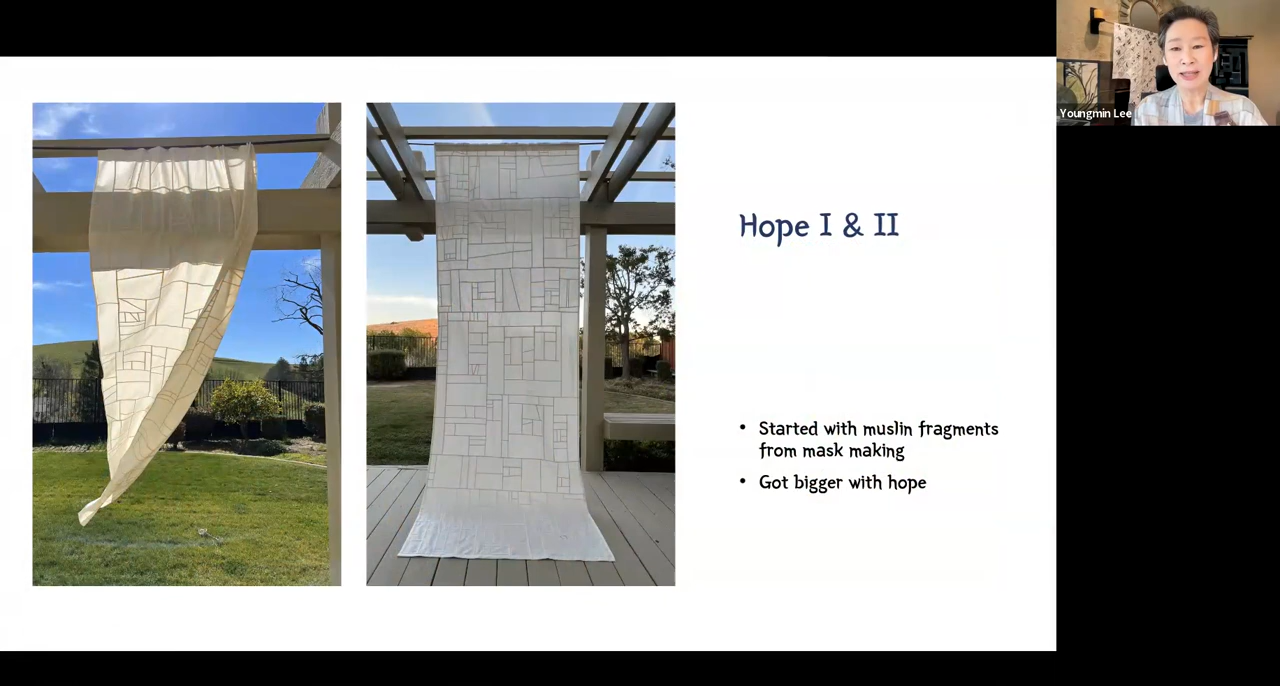 Youngmin Lee
Hope I & II
• Started with muslin fragments
from mask making
• Got bigger with hope